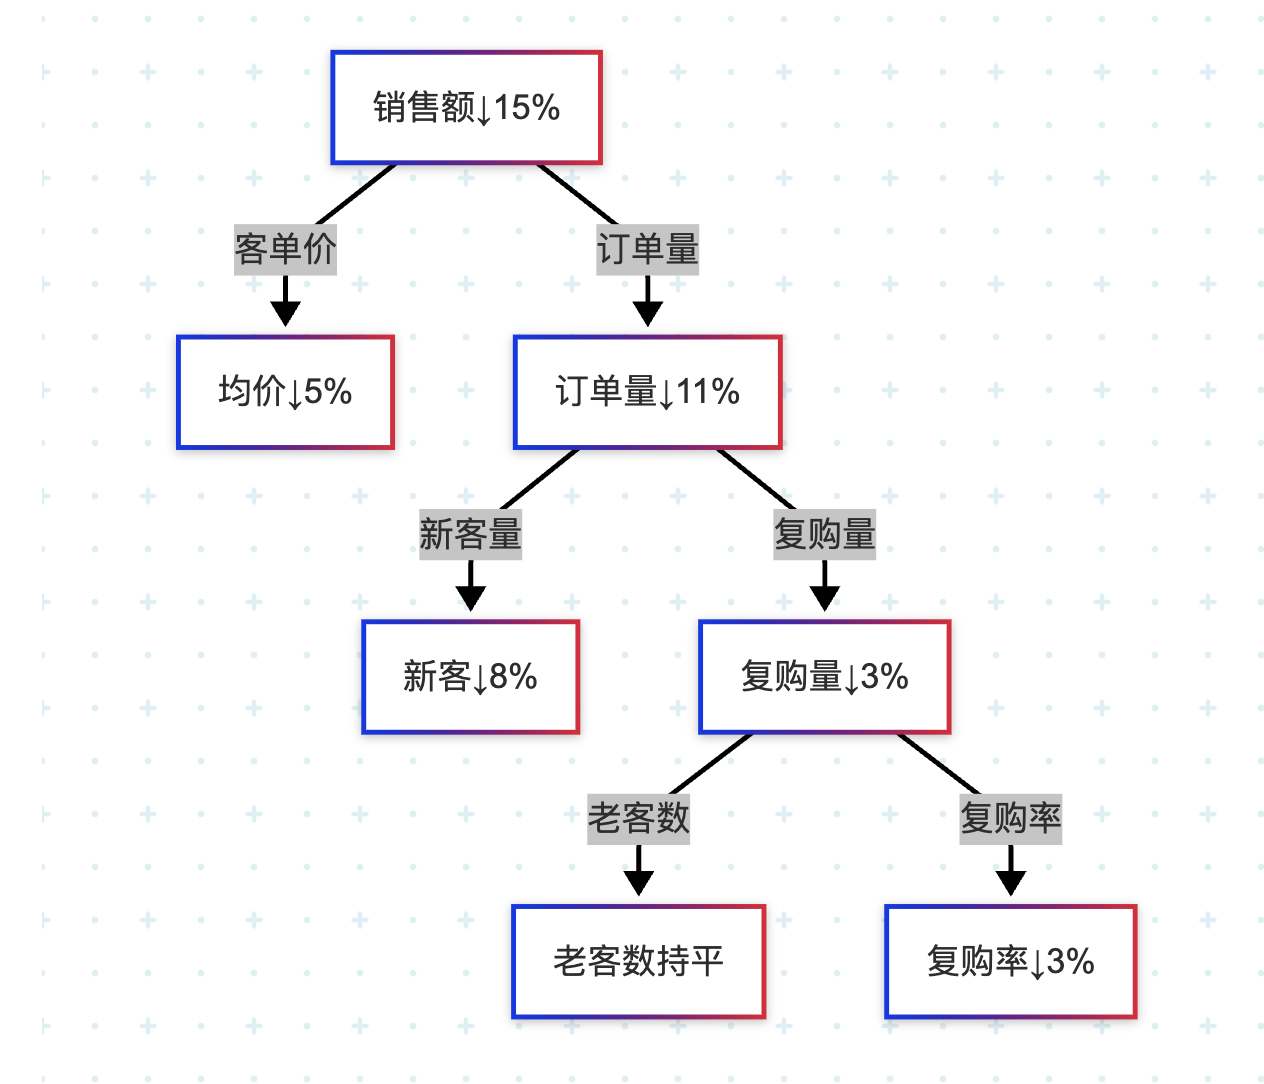 销售额↓15%
客单价
订单量
均价↓5%
订单量↓11%
新客量
复购量
新客↓8%
复购量↓3%
老客数
复购率
老客数持平
复购率↓3%